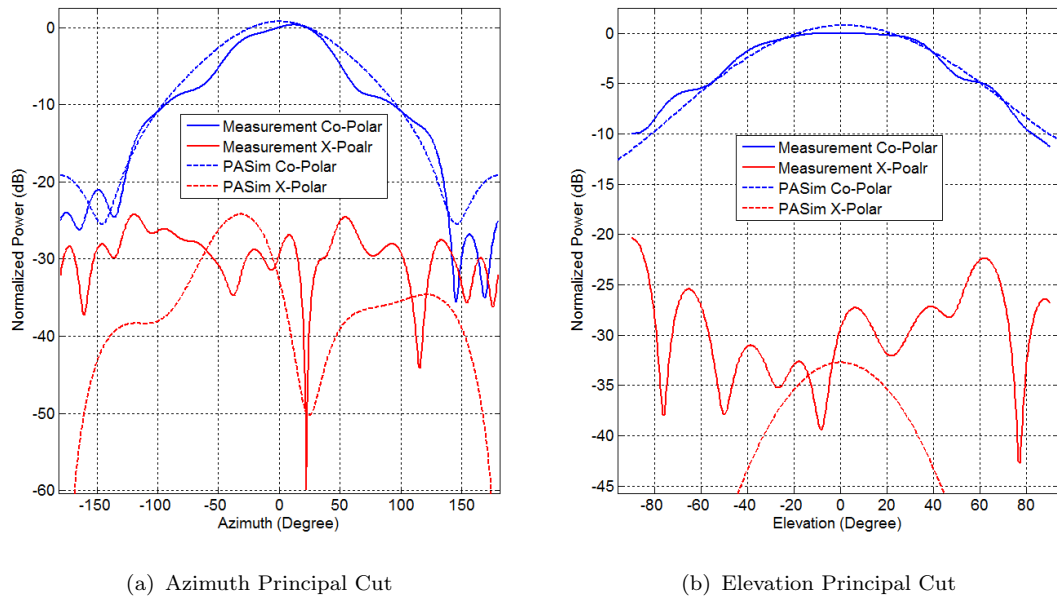 0
-10
-20
-30
-40
-50
-60
-150
-100
-50
0
50
100
150
Normalized Power (dB)
Azimuth (Degree)
Measurement Co-Polar
Measurement X-Poalr
PASim Co-Polar
PASim X-Polar
(a) Azimuth Principal Cut
0
-5
-10
-15
-20
-25
-30
-35
-40
-45
-80
-60
-40
-20
0
20
40
60
80
Normalized Power (dB)
Elevation (Degree)
Measurement Co-Polar
Measurement X-Poalr
PASim Co-Polar
PASim X-Polar
(b) Elevation Principal Cut